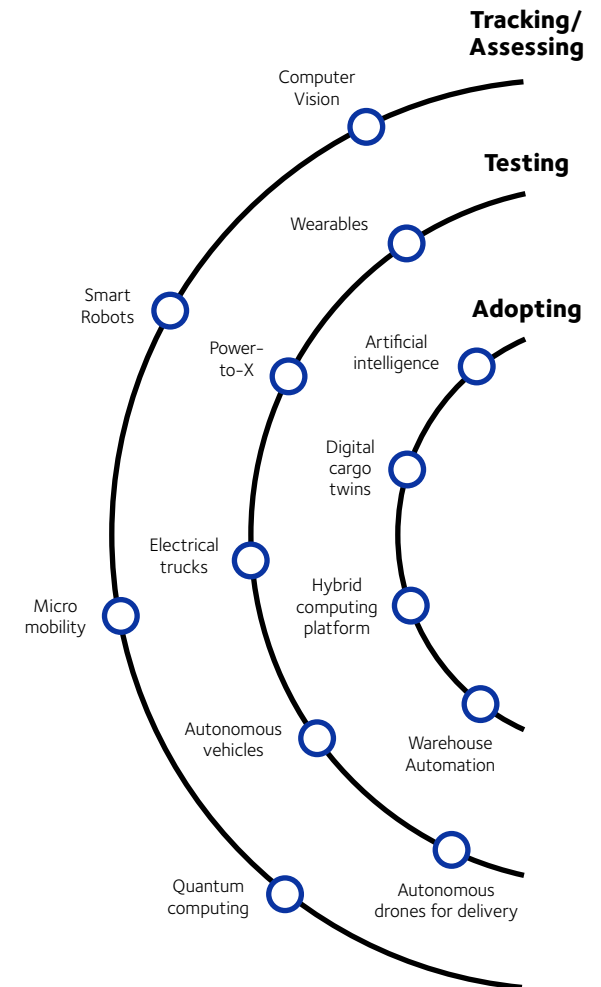 Tracking/
Assessing
Computer
Vision
Testing
Wearables
Smart
Robots
Adopting
Power-
to-X
Artificial
intelligence
Digital
cargo
twins
Electrical
trucks
Hybrid
computing
platform
Micro
mobility
Autonomous
vehicles
Warehouse
Automation
Quantum
computing
Autonomous
drones for delivery